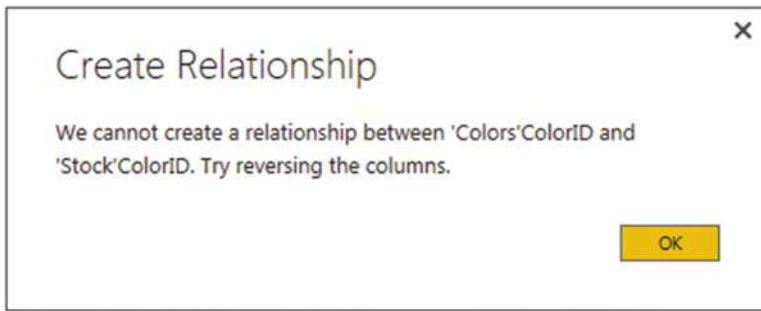 Create Relationship
We cannot create a relationship between 'Colors'ColorID and
'Stock'ColorID. Try reversing the columns.
OK